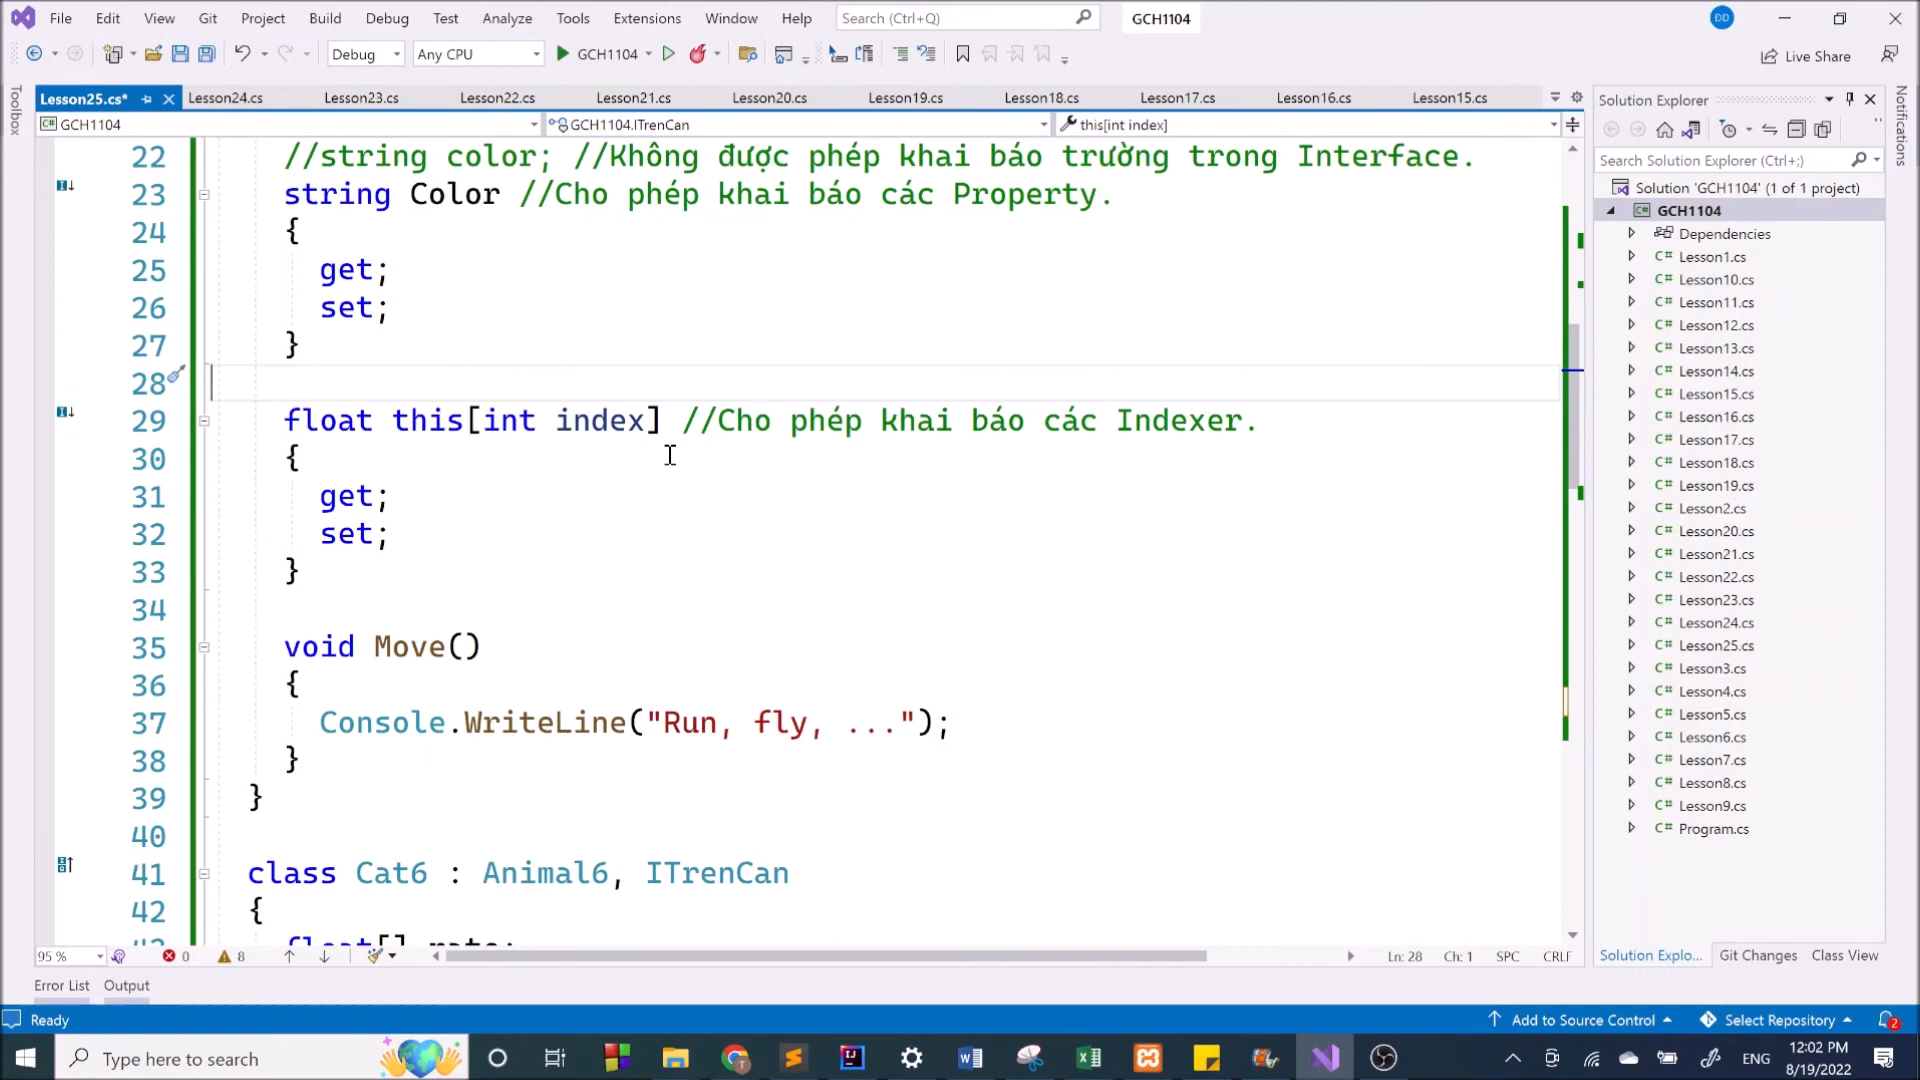 File Edit View Git Project Build Debug Test Analyze Tools Extensions Window Help Search (Ctrl+Q) GCH1104 ĐD
Debug Any CPU GCH1104 Live Share
Toolbox
Lesson25.cs* Lesson24.cs Lesson23.cs Lesson22.cs Lesson21.cs Lesson20.cs Lesson19.cs Lesson18.cs Lesson17.cs Lesson16.cs Lesson15.cs
GCH1104 GCH1104.ITrenCan this[int index]
22 //string color; //Không được phép khai báo trường trong Interface.
23 string Color //Cho phép khai báo các Property.
24 {
25 get;
26 set;
27 }
28
29 float this[int index] //Cho phép khai báo các Indexer.
30 {
31 get;
32 set;
33 }
34
35 void Move()
36 {
37 Console.WriteLine("Run, fly, ...");
38 }
39 }
40
41 class Cat6 : Animal6, ITrenCan
42 {
95 % 0 8 Ln: 28 Ch: 1 SPC CRLF
Error List Output
Solution Explorer
Search Solution Explorer (Ctrl+;)
Solution 'GCH1104' (1 of 1 project)
GCH1104
Dependencies
C# Lesson1.cs
C# Lesson10.cs
C# Lesson11.cs
C# Lesson12.cs
C# Lesson13.cs
C# Lesson14.cs
C# Lesson15.cs
C# Lesson16.cs
C# Lesson17.cs
C# Lesson18.cs
C# Lesson19.cs
C# Lesson2.cs
C# Lesson20.cs
C# Lesson21.cs
C# Lesson22.cs
C# Lesson23.cs
C# Lesson24.cs
C# Lesson25.cs
C# Lesson3.cs
C# Lesson4.cs
C# Lesson5.cs
C# Lesson6.cs
C# Lesson7.cs
C# Lesson8.cs
C# Lesson9.cs
C# Program.cs
Solution Explo... Git Changes Class View
Notifications
Ready Add to Source Control Select Repository 2
Type here to search ENG 12:02 PM
8/19/2022